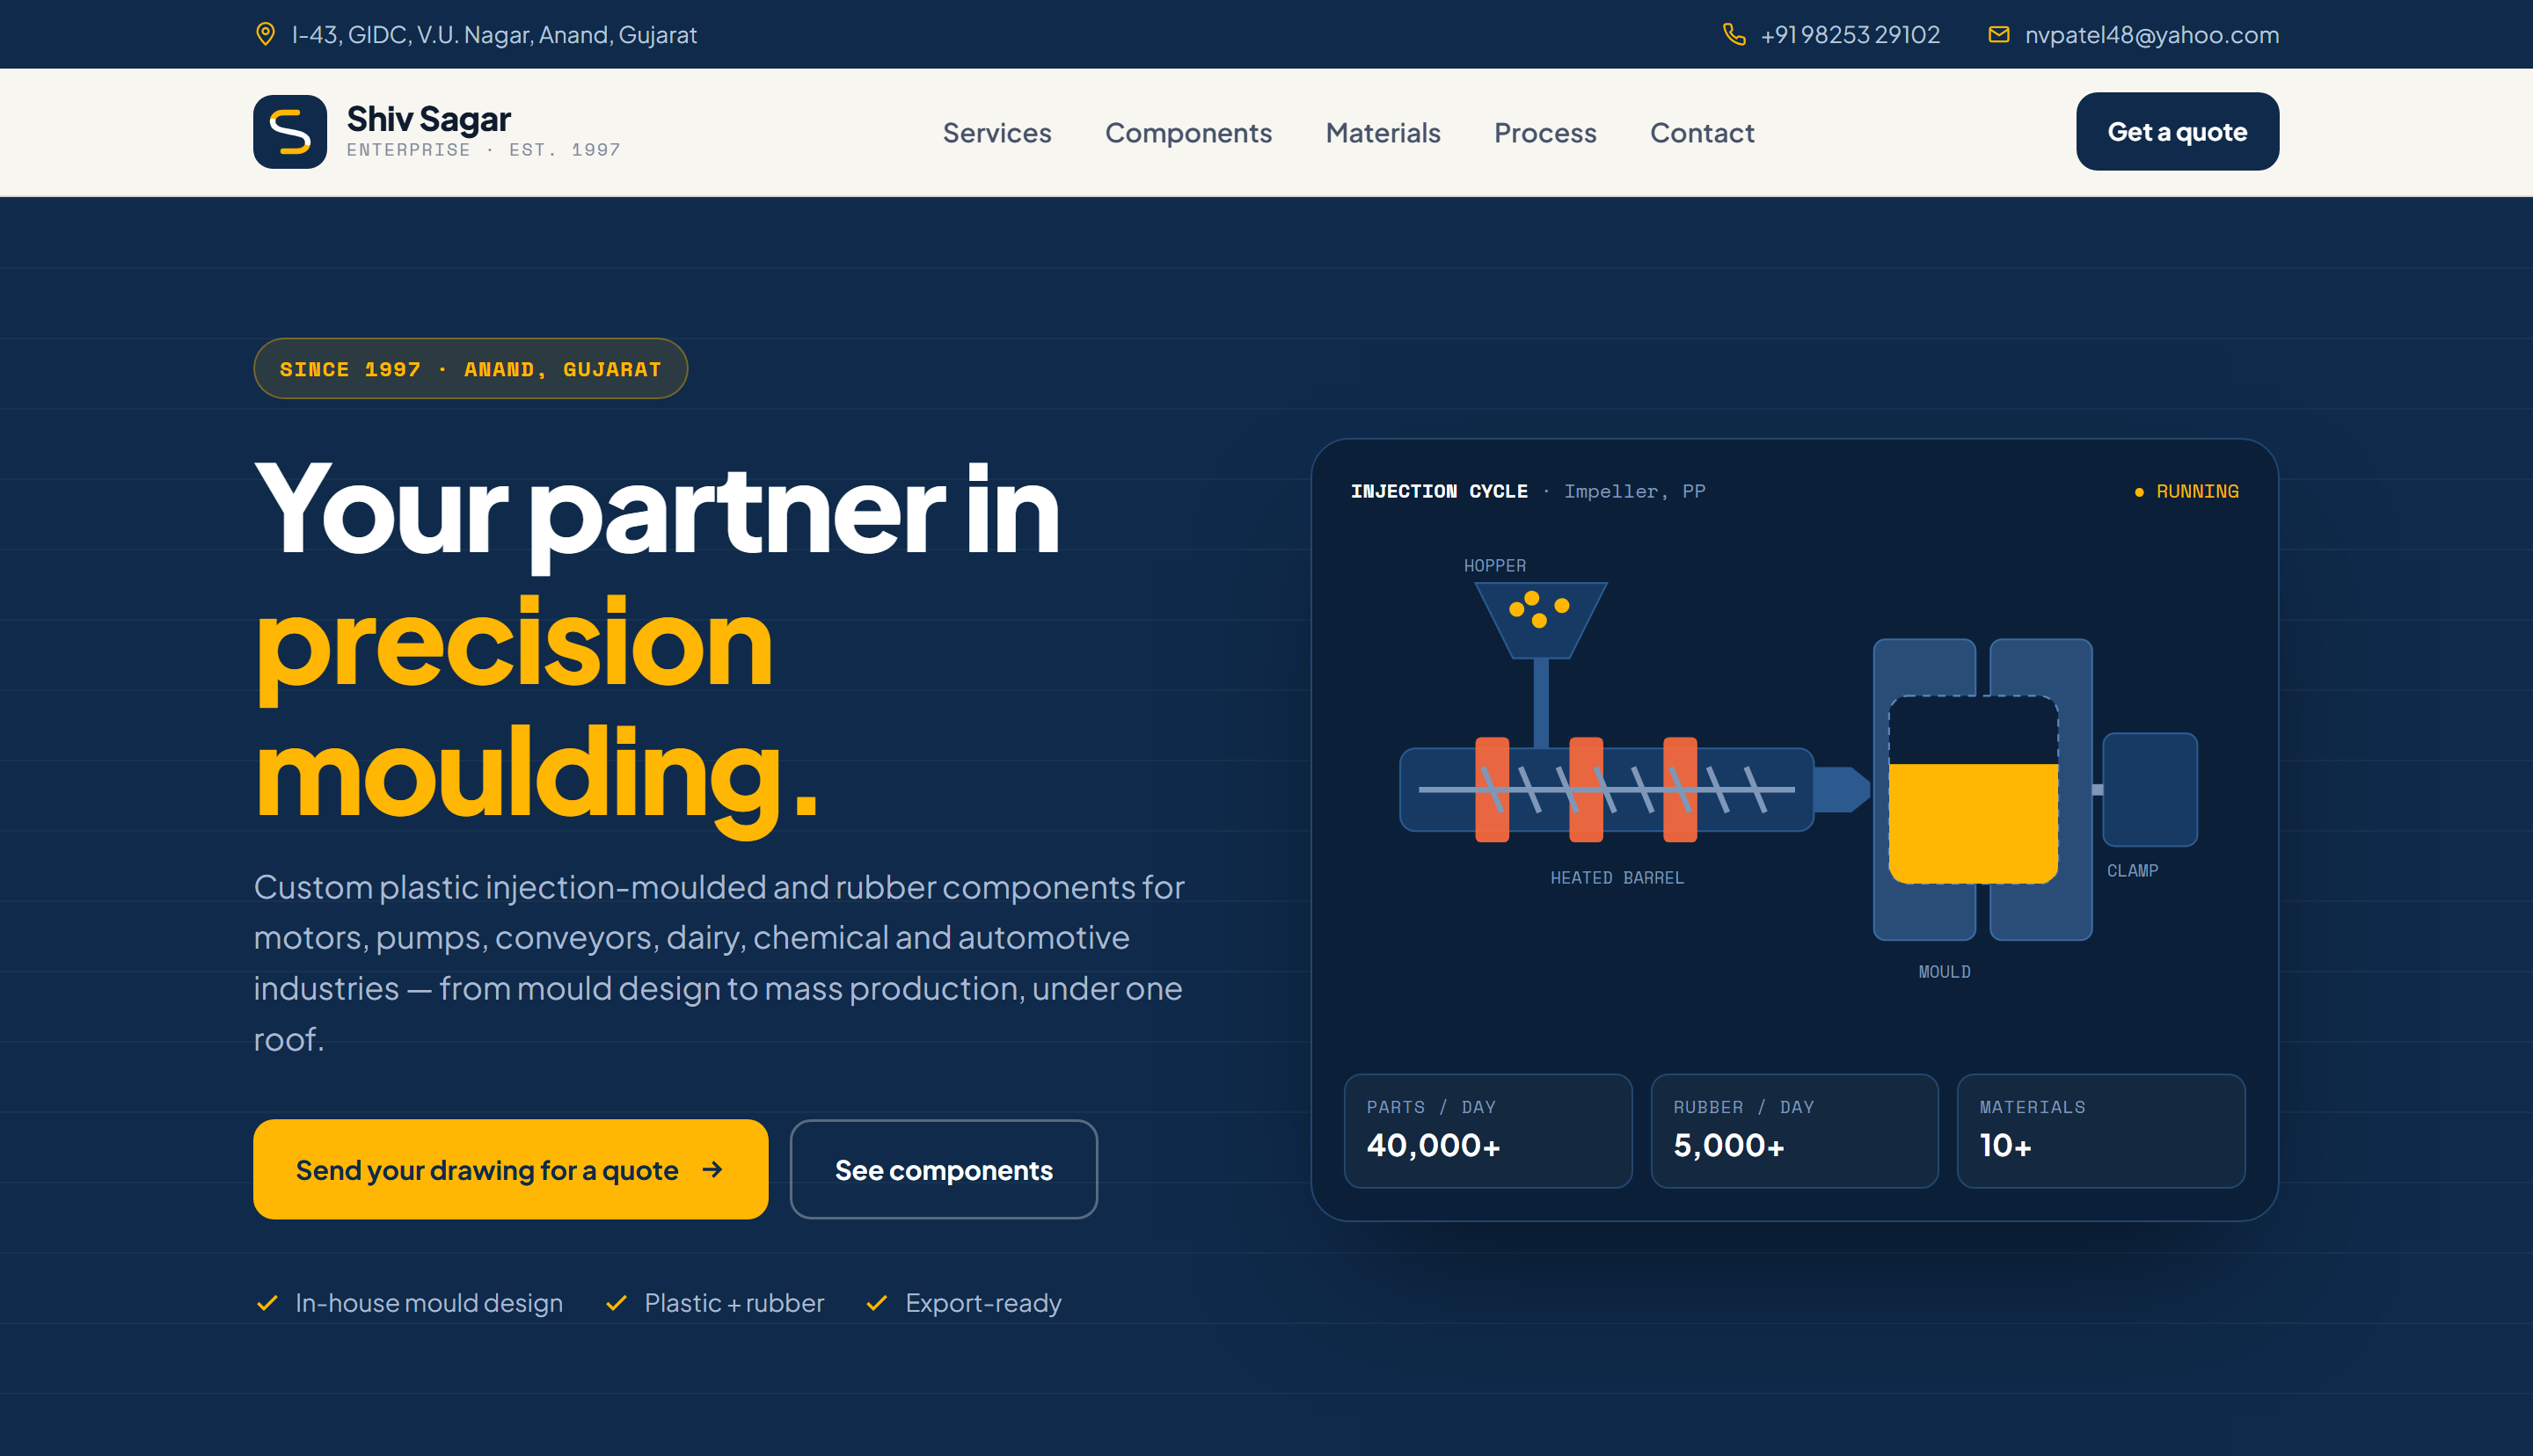 I-43, GIDC, V.U. Nagar, Anand, Gujarat
+91 98253 29102
nvpatel48@yahoo.com
Shiv Sagar
ENTERPRISE · EST. 1997
Services
Components
Materials
Process
Contact
Get a quote
SINCE 1997 · ANAND, GUJARAT
Your partner in
precision
moulding.
Custom plastic injection-moulded and rubber components for
motors, pumps, conveyors, dairy, chemical and automotive
industries — from mould design to mass production, under one
roof.
Send your drawing for a quote →
See components
In-house mould design
Plastic + rubber
Export-ready
INJECTION CYCLE · Impeller, PP
● RUNNING
HOPPER
HEATED BARREL
CLAMP
MOULD
PARTS / DAY
40,000+
RUBBER / DAY
5,000+
MATERIALS
10+